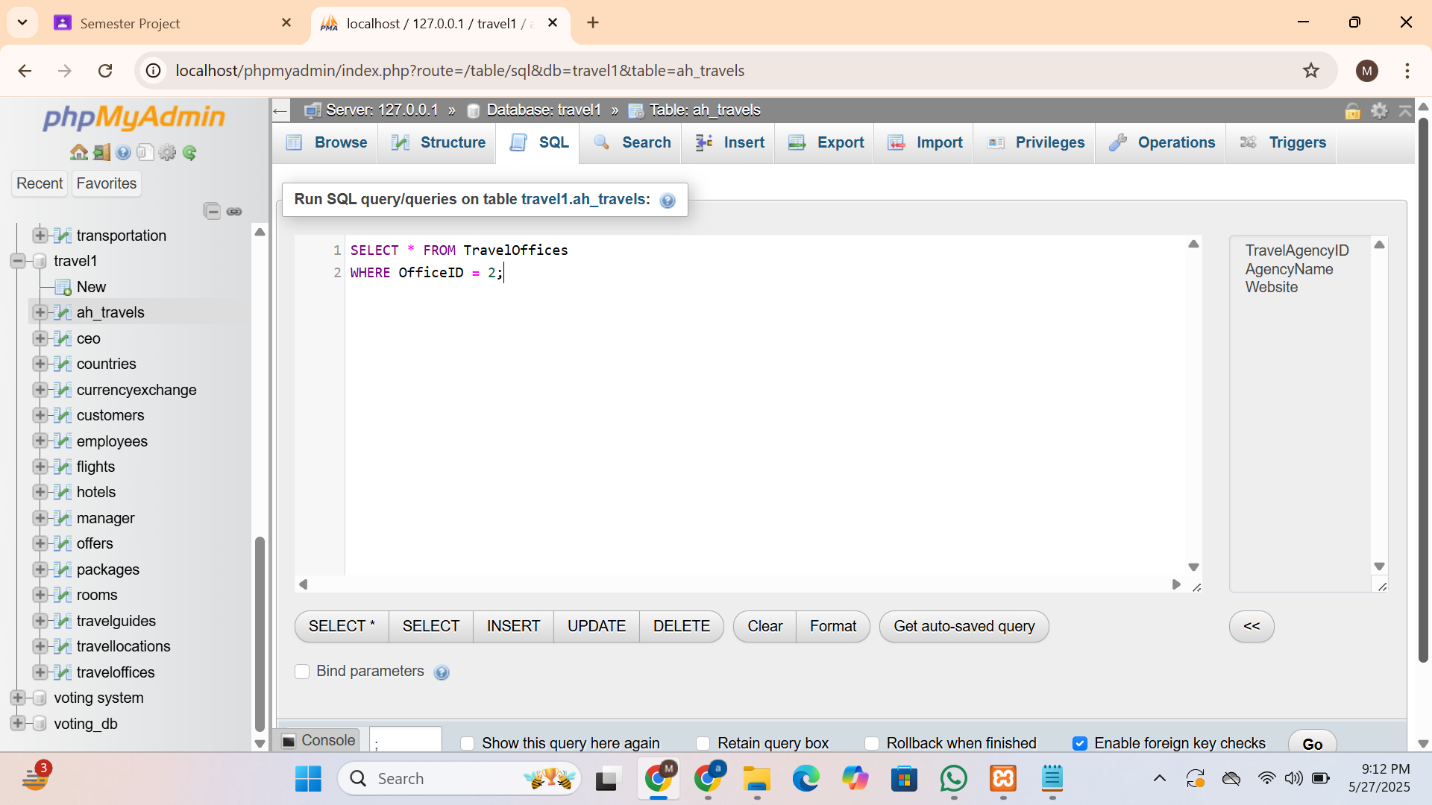 Semester Project
localhost / 127.0.0.1 / travel1 / a
localhost/phpmyadmin/index.php?route=/table/sql&db=travel1&table=ah_travels
M
phpMyAdmin
Recent
Favorites
transportation
travel1
New
ah_travels
ceo
countries
currencyexchange
customers
employees
flights
hotels
manager
offers
packages
rooms
travelguides
travellocations
traveloffices
voting system
voting_db
Server: 127.0.0.1 » Database: travel1 » Table: ah_travels
Browse Structure SQL Search Insert Export Import Privileges Operations Triggers
Run SQL query/queries on table travel1.ah_travels:
1 SELECT * FROM TravelOffices
2 WHERE OfficeID = 2;
TravelAgencyID
AgencyName
Website
SELECT * SELECT INSERT UPDATE DELETE Clear Format Get auto-saved query <<
Bind parameters
Console ; Show this query here again Retain query box Rollback when finished Enable foreign key checks Go
3
Search
M
a
9:12 PM
5/27/2025